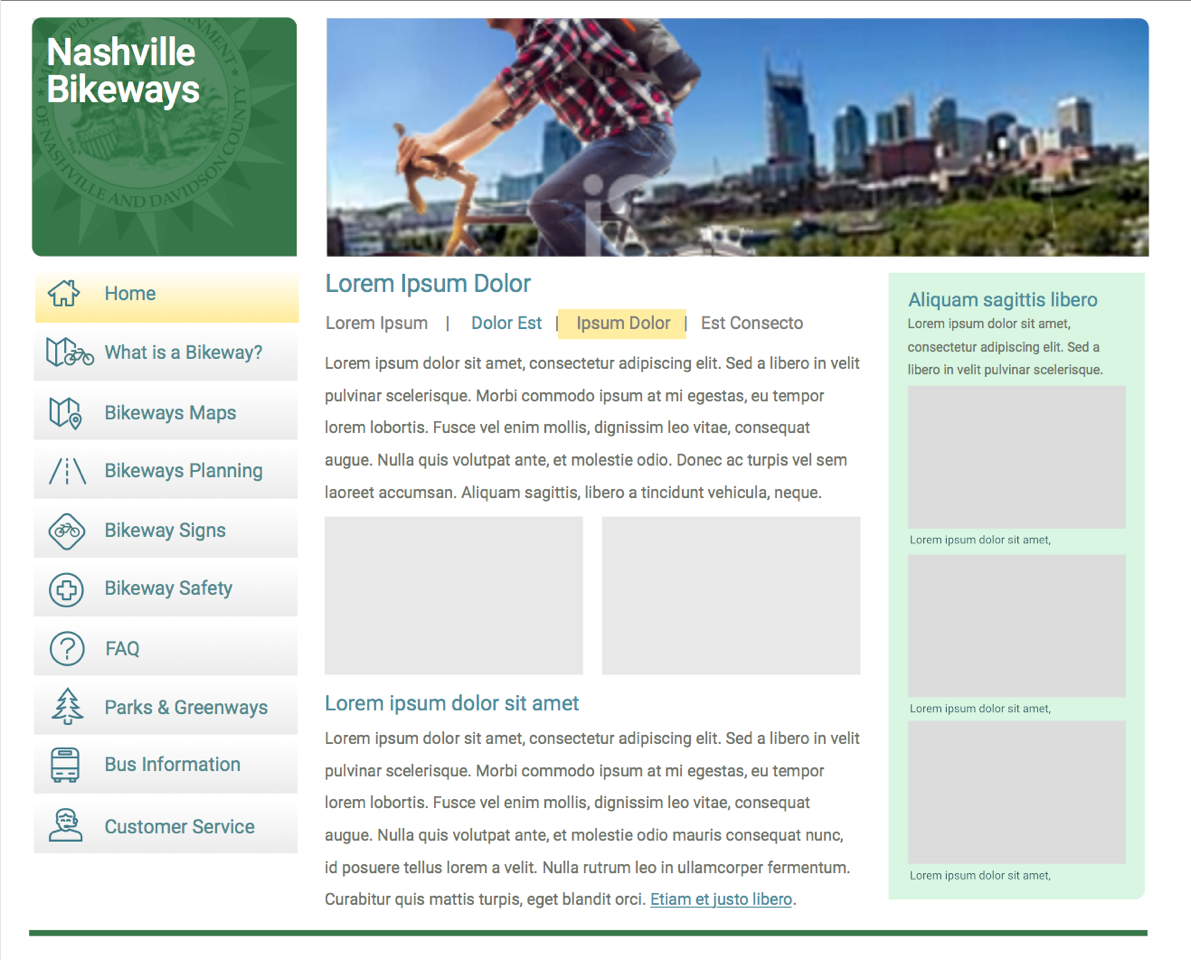 Nashville
Bikeways
OF NASHVILLE AND DAVIDSON COUNTY
Home
What is a Bikeway?
Bikeways Maps
Bikeways Planning
Bikeway Signs
Bikeway Safety
FAQ
Parks & Greenways
Bus Information
Customer Service
Lorem Ipsum Dolor
Lorem Ipsum | Dolor Est | Ipsum Dolor | Est Consecto
Lorem ipsum dolor sit amet, consectetur adipiscing elit. Sed a libero in velit
pulvinar scelerisque. Morbi commodo ipsum at mi egestas, eu tempor
lorem lobortis. Fusce vel enim mollis, dignissim leo vitae, consequat
augue. Nulla quis volutpat ante, et molestie odio. Donec ac turpis vel sem
laoreet accumsan. Aliquam sagittis, libero a tincidunt vehicula, neque.
Lorem ipsum dolor sit amet
Lorem ipsum dolor sit amet, consectetur adipiscing elit. Sed a libero in velit
pulvinar scelerisque. Morbi commodo ipsum at mi egestas, eu tempor
lorem lobortis. Fusce vel enim mollis, dignissim leo vitae, consequat
augue. Nulla quis volutpat ante, et molestie odio mauris consequat nunc,
id posuere tellus lorem a velit. Nulla rutrum leo in ullamcorper fermentum.
Curabitur quis mattis turpis, eget blandit orci. Etiam et justo libero.
Aliquam sagittis libero
Lorem ipsum dolor sit amet,
consectetur adipiscing elit. Sed a
libero in velit pulvinar scelerisque.
Lorem ipsum dolor sit amet,
Lorem ipsum dolor sit amet,
Lorem ipsum dolor sit amet,